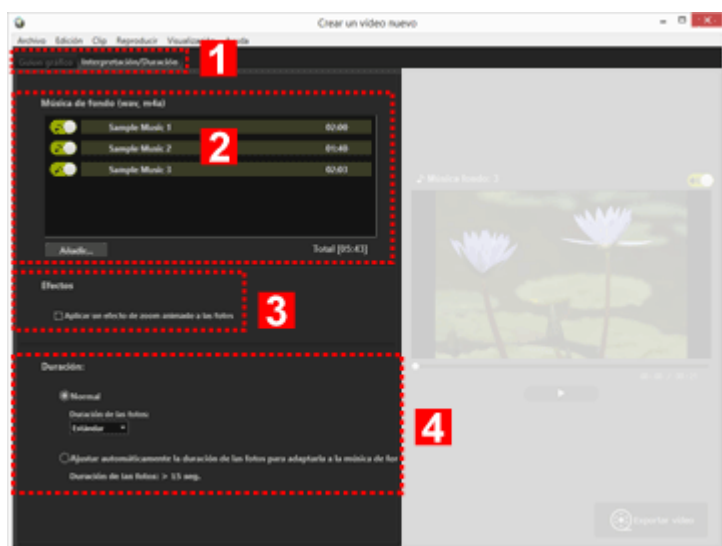 Crear un vídeo nuevo
Archivo Edición Clip Reproducir Visualización Ayuda
Guion gráfico Interpretación/Duración
1
Música de fondo (wav, m4a)
Sample Music 1 02:00
2
Sample Music 2 01:40
Sample Music 3 02:03
Música fondo: 3
Añadir... Total [05:43]
Efectos
Aplicar un efecto de zoom animado a las fotos
3
Duración:
Normal
Duración de las fotos:
Estándar
4
Ajustar automáticamente la duración de las fotos para adaptarla a la música de for
Duración de las fotos: > 15 seg.
Exportar vídeo